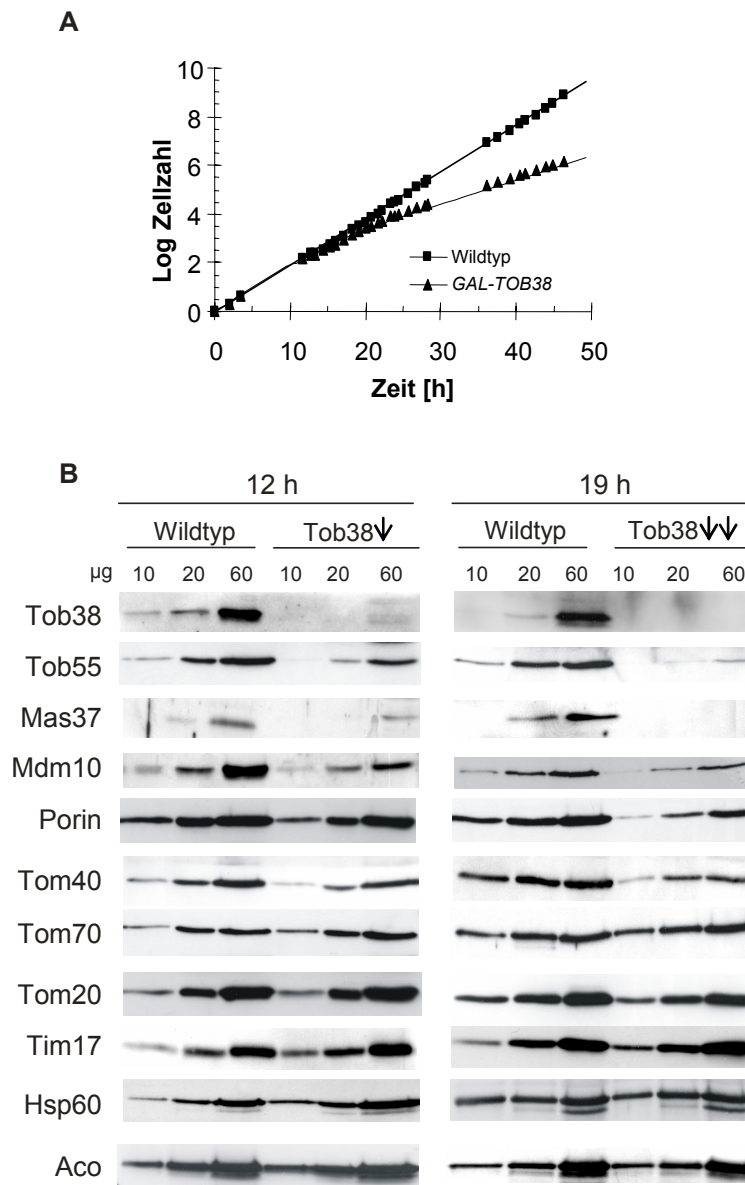 A
Log Zellzahl
10
8
6
4
2
0
0 10 20 30 40 50
Zeit [h]
Wildtyp
GAL-TOB38
B
12 h 19 h
Wildtyp Tob38↓ Wildtyp Tob38↓↓
µg 10 20 60 10 20 60 10 20 60 10 20 60
Tob38
Tob55
Mas37
Mdm10
Porin
Tom40
Tom70
Tom20
Tim17
Hsp60
Aco